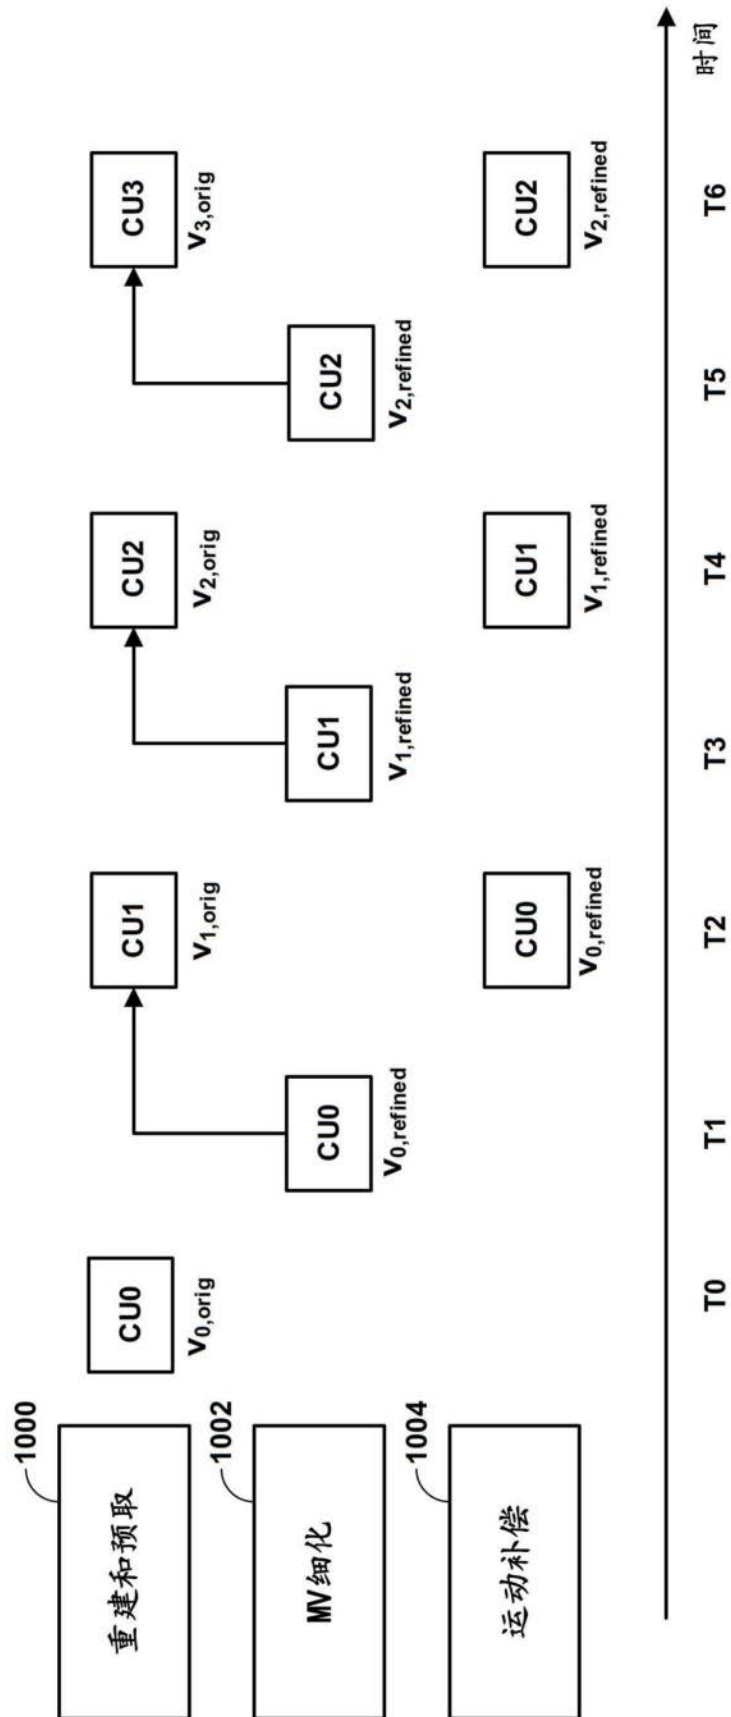 1000
重建和预取
CU0
V0,orig
CU1
V1,orig
CU2
V2,orig
CU3
V3,orig
1002
MV细化
CU0
V0,refined
CU1
V1,refined
CU2
V2,refined
1004
运动补偿
CU0
V0,refined
CU1
V1,refined
CU2
V2,refined
T0 T1 T2 T3 T4 T5 T6
时间